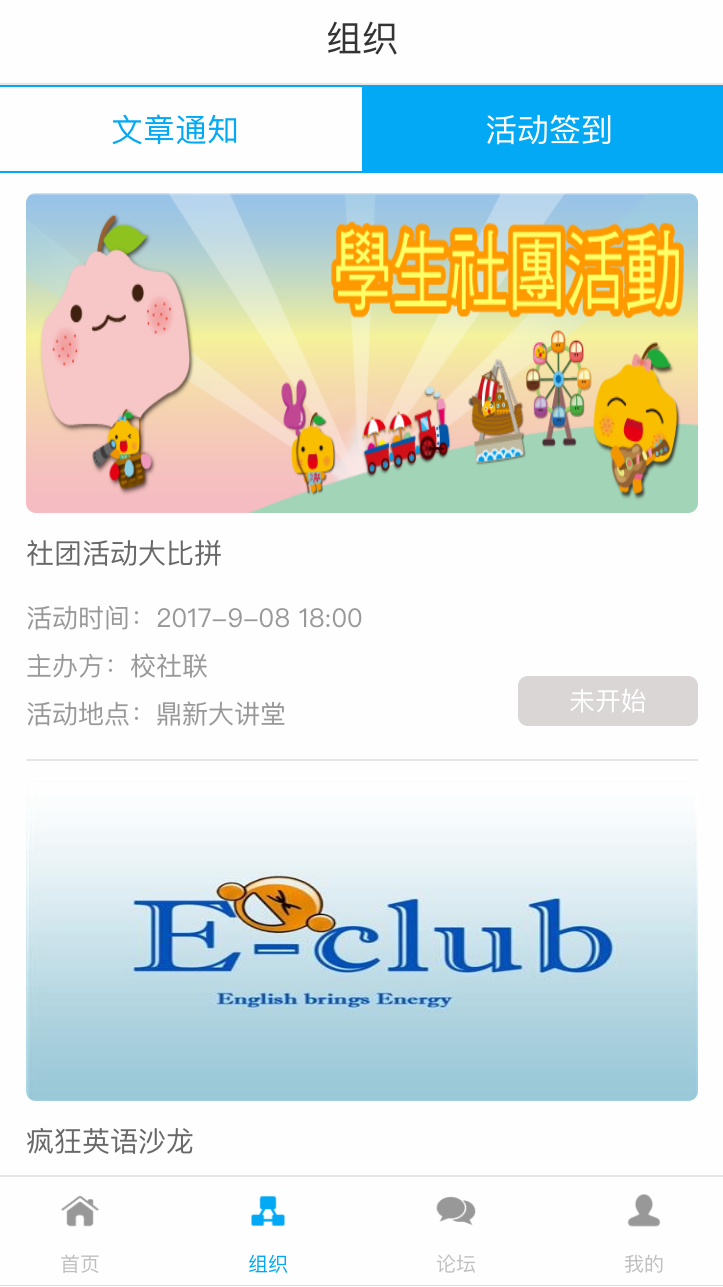 组织
文章通知
活动签到
學生社團活動
社团活动大比拼
活动时间：2017-9-08 18:00
主办方：校社联
活动地点：鼎新大讲堂
未开始
E-club
English brings Energy
疯狂英语沙龙
首页
组织
论坛
我的